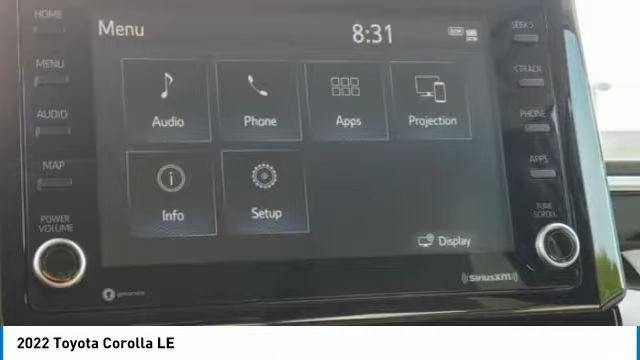 HOME
Menu
8:31
SEEK>
MENU
<TRACK
AUDIO
Audio
Phone
Apps
Projection
PHONE
MAP
APPS
Info
Setup
POWER
VOLUME
TUNE
SCROLL
Display
SiriusXM
2022 Toyota Corolla LE